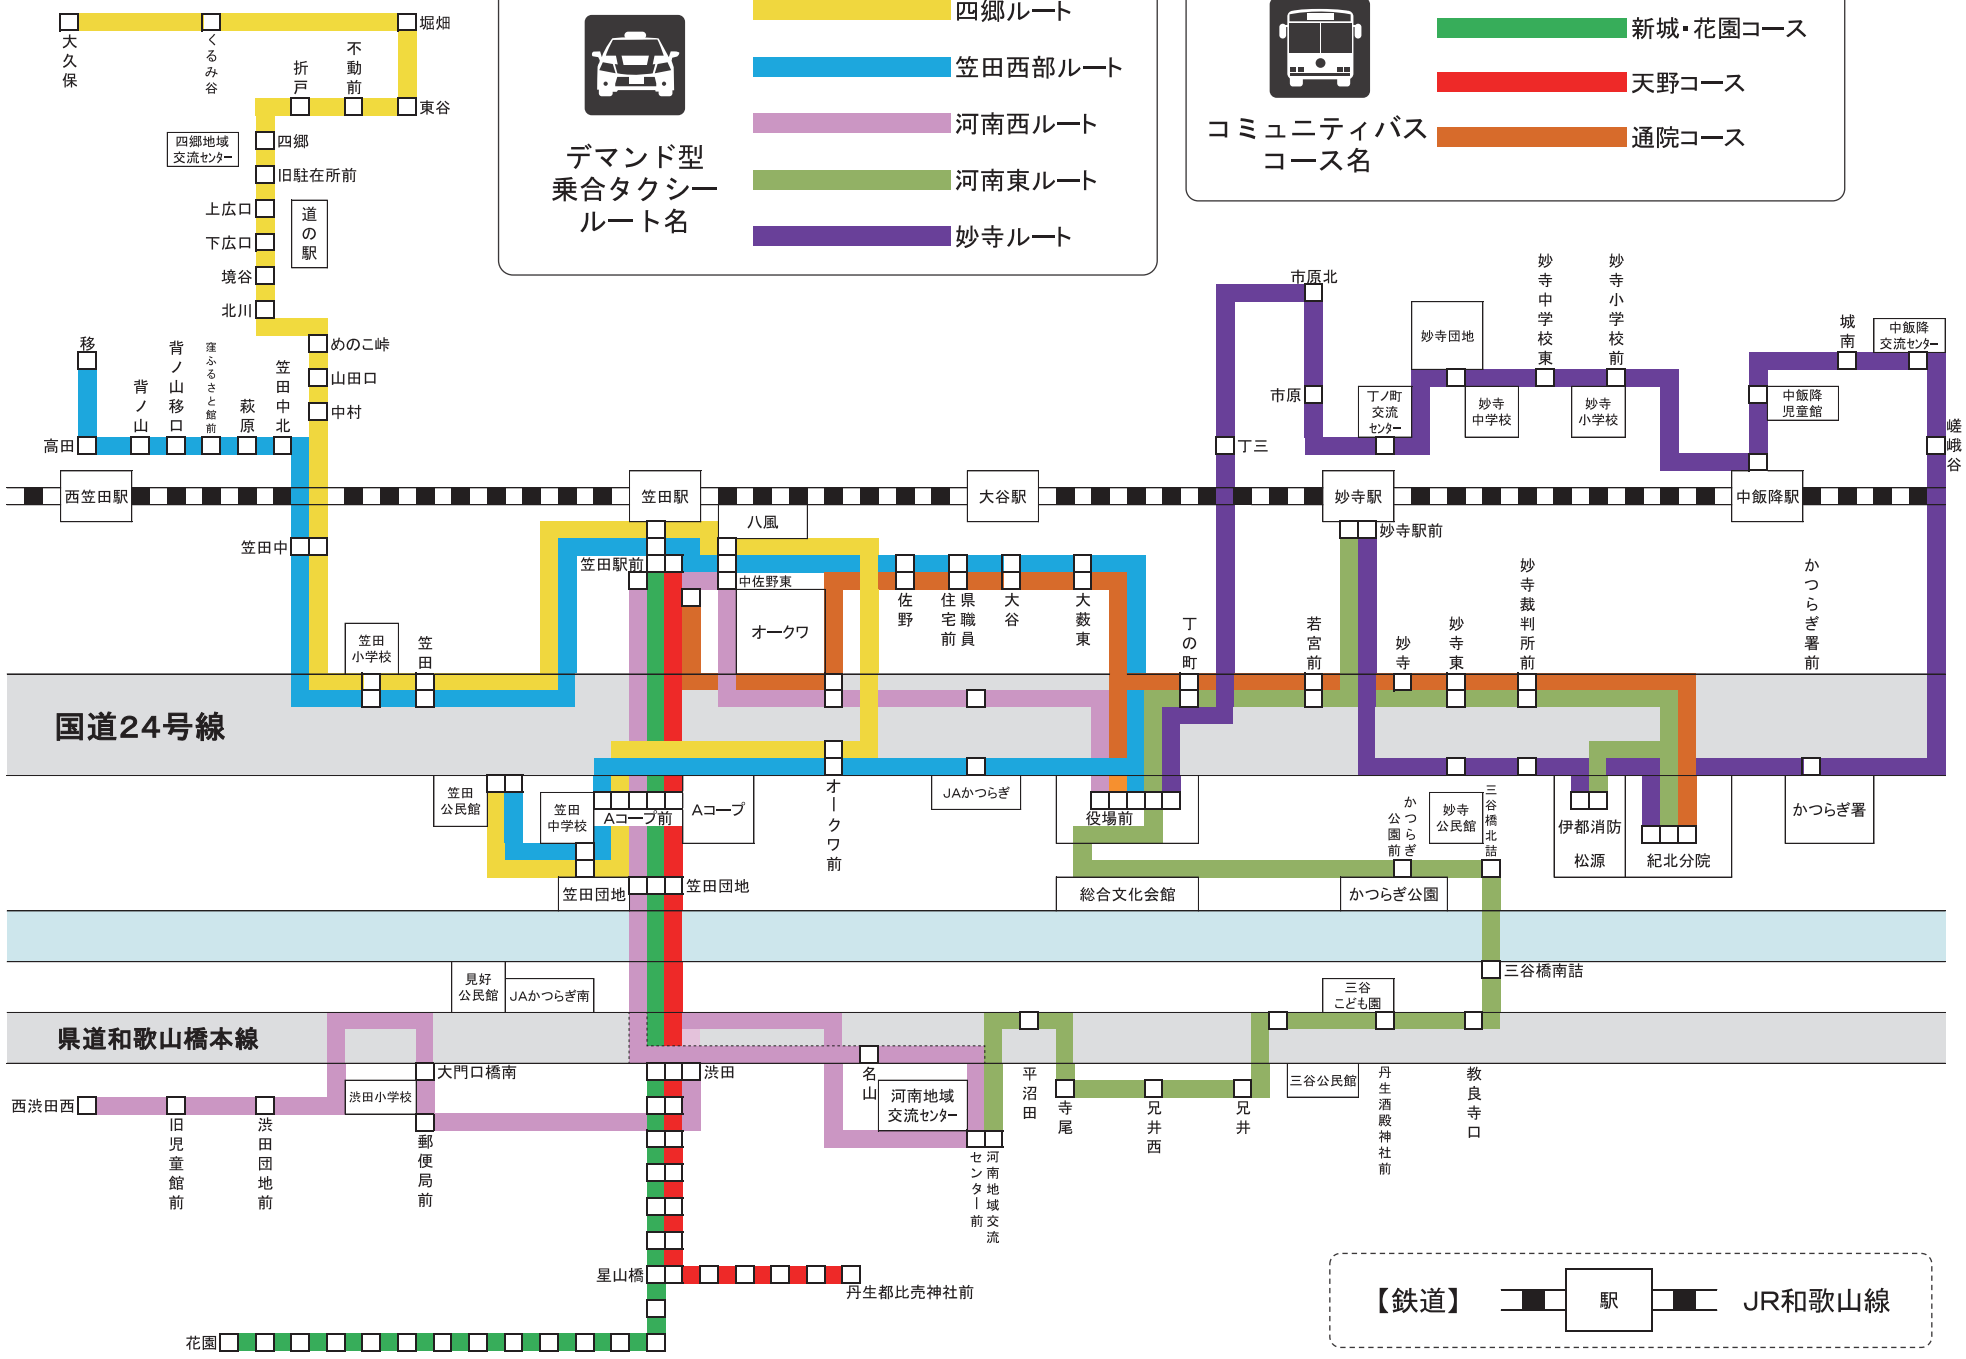 四郷ルート
笠田西部ルート
河南西ルート
河南東ルート
妙寺ルート
デマンド型
乗合タクシー
ルート名
新城・花園コース
天野コース
通院コース
コミュニティバス
コース名
大久保
くるみ谷
堀畑
不動前
折戸
東谷
四郷地域
交流センター
四郷
旧駐在所前
上広口
道の駅
下広口
境谷
北川
めのこ峠
山田口
中村
移
背ノ山
背ノ山移口
窪ふるさと館前
萩原
笠田中北
高田
市原北
市原
丁三
丁ノ町
交流
センター
妙寺団地
妙寺
中学校
妙寺中学校東
妙寺
小学校
妙寺小学校前
城南
中飯降
交流センター
中飯降
児童館
嵯峨谷
西笠田駅
笠田駅
大谷駅
妙寺駅
中飯降駅
笠田中
八風
笠田駅前
中佐野東
オークワ
妙寺駅前
佐野
県職員
住宅前
大谷
大薮東
丁の町
若宮前
妙寺
妙寺東
妙寺裁判所前
かつらぎ署前
笠田
小学校
笠田
国道24号線
笠田
公民館
笠田
中学校
Aコープ前
Aコープ
オークワ前
JAかつらぎ
役場前
かつらぎ
公園前
妙寺
公民館
三谷橋北詰
伊都消防
松源
紀北分院
かつらぎ署
笠田団地
笠田団地
総合文化会館
かつらぎ公園
見好
公民館
JAかつらぎ南
三谷橋南詰
三谷
こども園
県道和歌山橋本線
大門口橋南
渋田小学校
渋田
名山
河南地域
交流センター
平沼田
寺尾
兄井西
兄井
三谷公民館
丹生酒殿神社前
教良寺口
西渋田西
旧児童館前
渋田団地前
郵便局前
河南地域交流
センター前
星山橋
丹生都比売神社前
花園
【鉄道】
駅
JR和歌山線